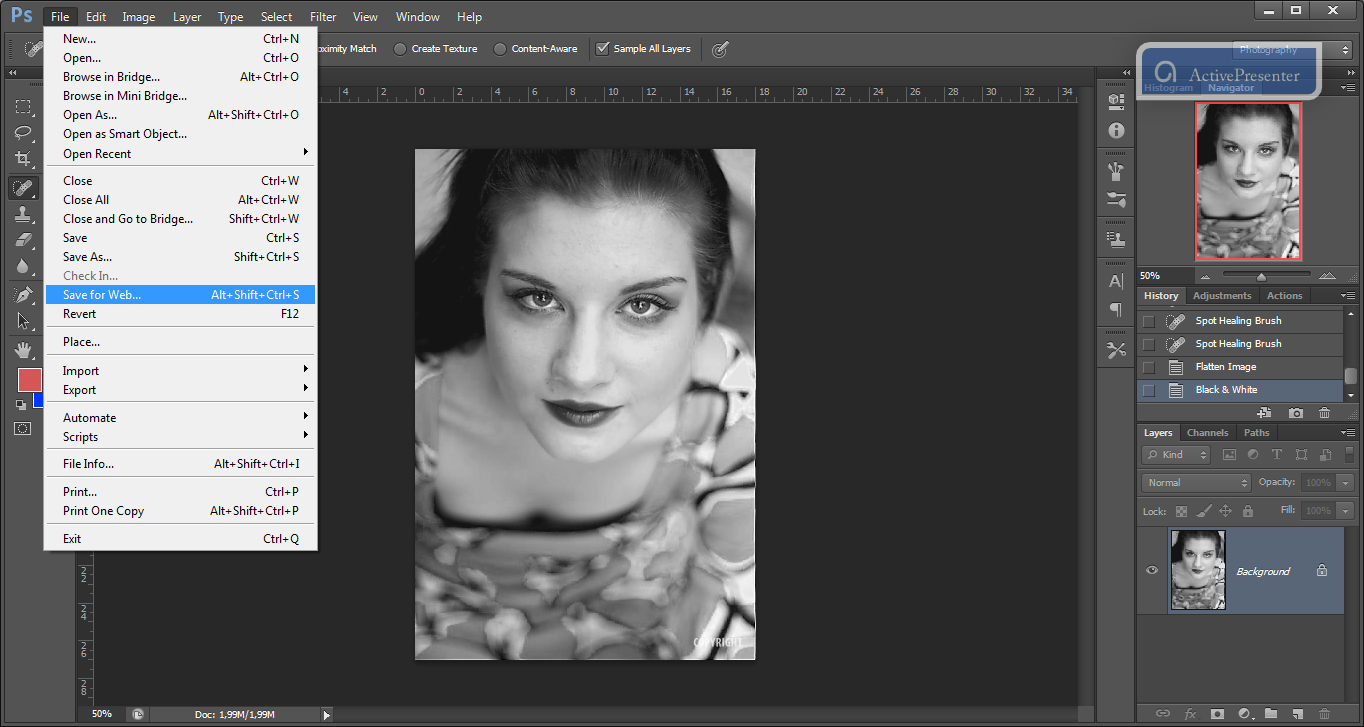 Ps File Edit Image Layer Type Select Filter View Window Help
Proximity Match Create Texture Content-Aware Sample All Layers
Photography
ActivePresenter
New... Ctrl+N
Open... Ctrl+O
Browse in Bridge... Alt+Ctrl+O
Browse in Mini Bridge...
Open As... Alt+Shift+Ctrl+O
Open as Smart Object...
Open Recent
Close Ctrl+W
Close All Alt+Ctrl+W
Close and Go to Bridge... Shift+Ctrl+W
Save Ctrl+S
Save As... Shift+Ctrl+S
Check In...
Save for Web... Alt+Shift+Ctrl+S
Revert F12
Place...
Import
Export
Automate
Scripts
File Info... Alt+Shift+Ctrl+I
Print... Ctrl+P
Print One Copy Alt+Shift+Ctrl+P
Exit Ctrl+Q
4 2 0 2 4 6 8 10 12 14 16 18 20 22 24 26 28 30 32 34
22
24
26
28
COPYRIGHT
50% Doc: 1,99M/1,99M
Histogram Navigator
50%
History Adjustments Actions
Spot Healing Brush
Spot Healing Brush
Flatten Image
Black & White
Layers Channels Paths
Kind
Normal Opacity: 100%
Lock: Fill: 100%
Background